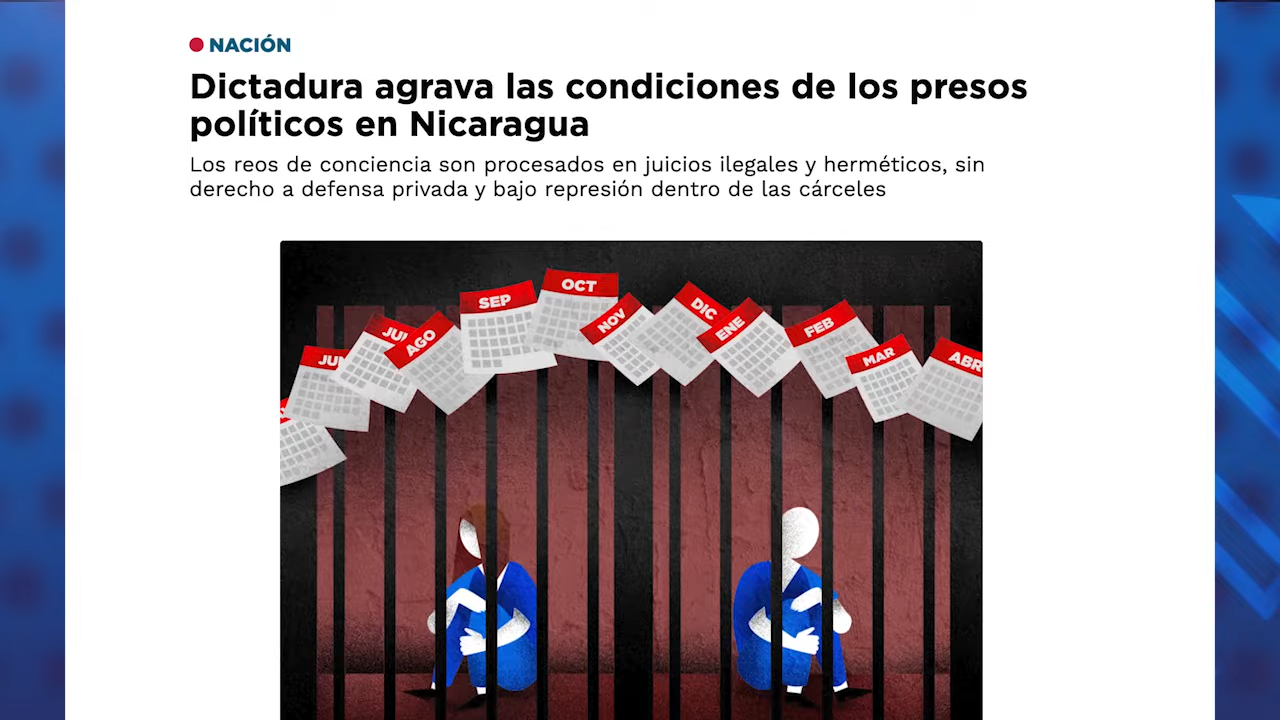 NACIÓN
Dictadura agrava las condiciones de los presos
políticos en Nicaragua
Los reos de conciencia son procesados en juicios ilegales y herméticos, sin
derecho a defensa privada y bajo represión dentro de las cárceles
AGO
SEP
OCT
NOV
DIC
ENE
FEB
MAR
ABR